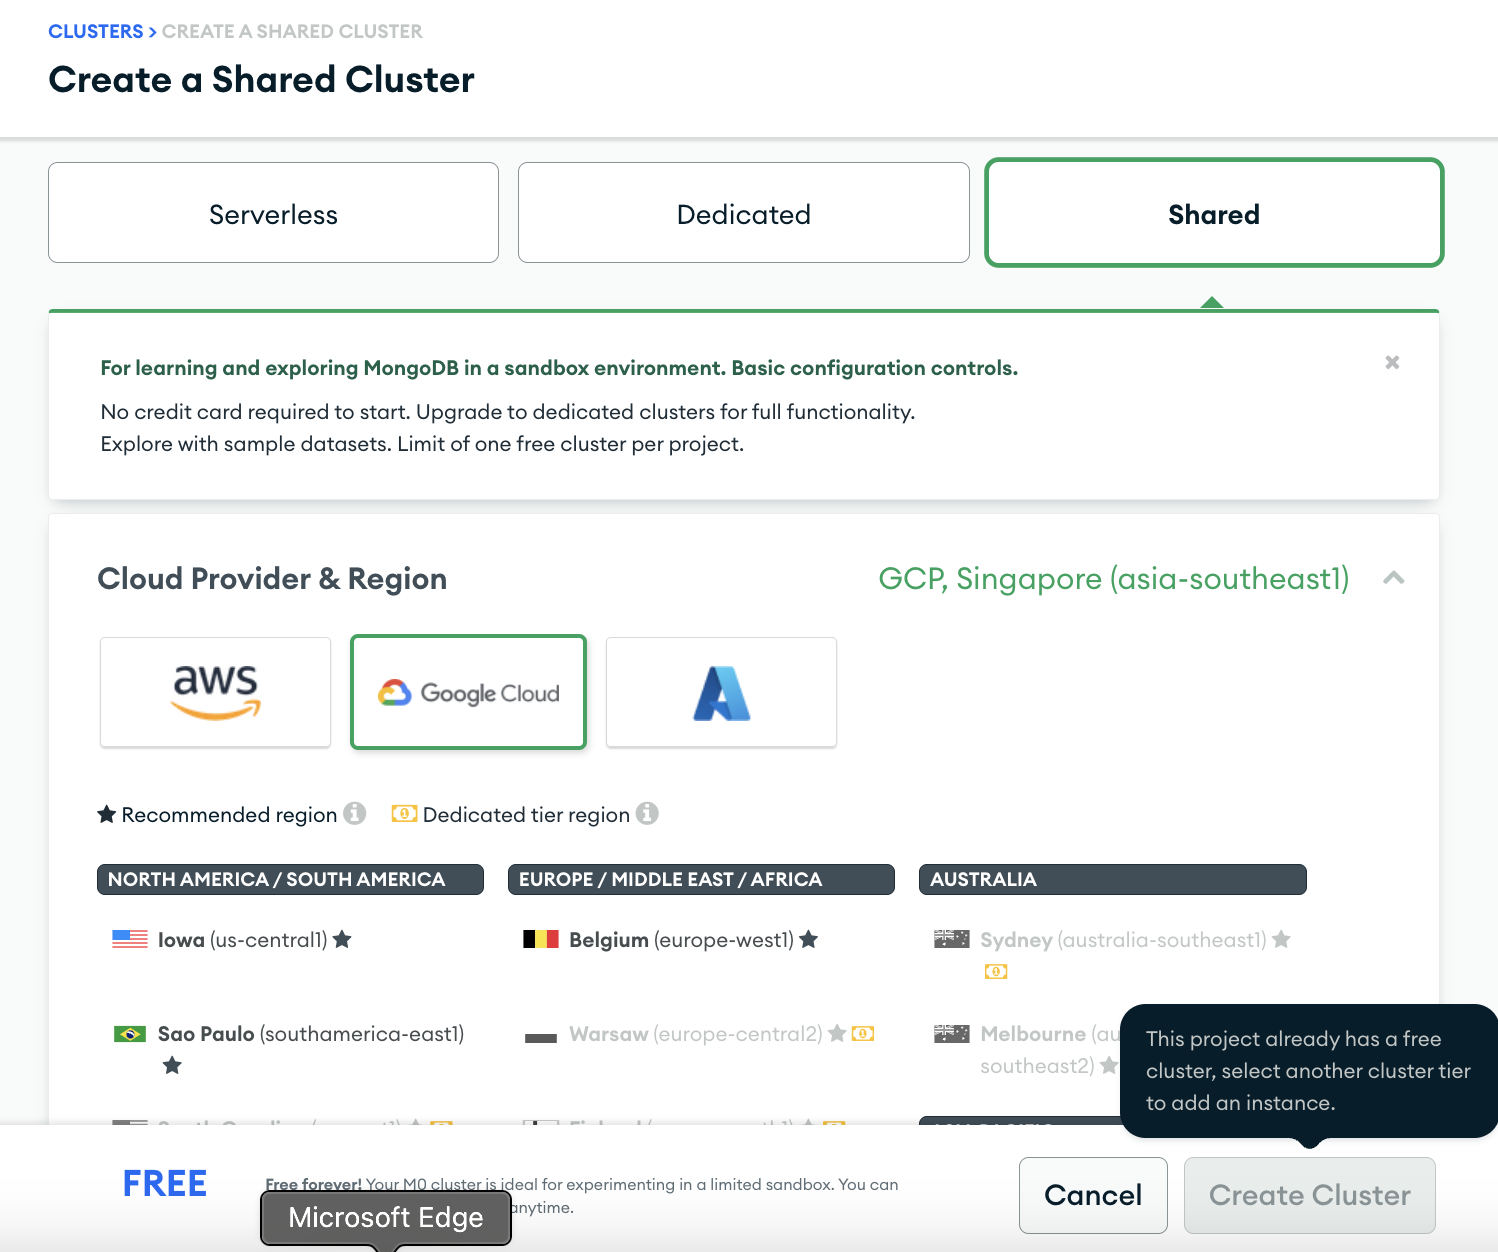 CLUSTERS > CREATE A SHARED CLUSTER
Create a Shared Cluster
Serverless
Dedicated
Shared
For learning and exploring MongoDB in a sandbox environment. Basic configuration controls.
No credit card required to start. Upgrade to dedicated clusters for full functionality.
Explore with sample datasets. Limit of one free cluster per project.
Cloud Provider & Region
GCP, Singapore (asia-southeast1)
aws
Google Cloud
Recommended region
Dedicated tier region
NORTH AMERICA / SOUTH AMERICA
Iowa (us-central1)
Sao Paulo (southamerica-east1)
EUROPE / MIDDLE EAST / AFRICA
Belgium (europe-west1)
Warsaw (europe-central2)
AUSTRALIA
Sydney (australia-southeast1)
Melbourne (au
southeast2)
This project already has a free
cluster, select another cluster tier
to add an instance.
FREE
Free forever! Your M0 cluster is ideal for experimenting in a limited sandbox. You can
anytime.
Microsoft Edge
Cancel
Create Cluster